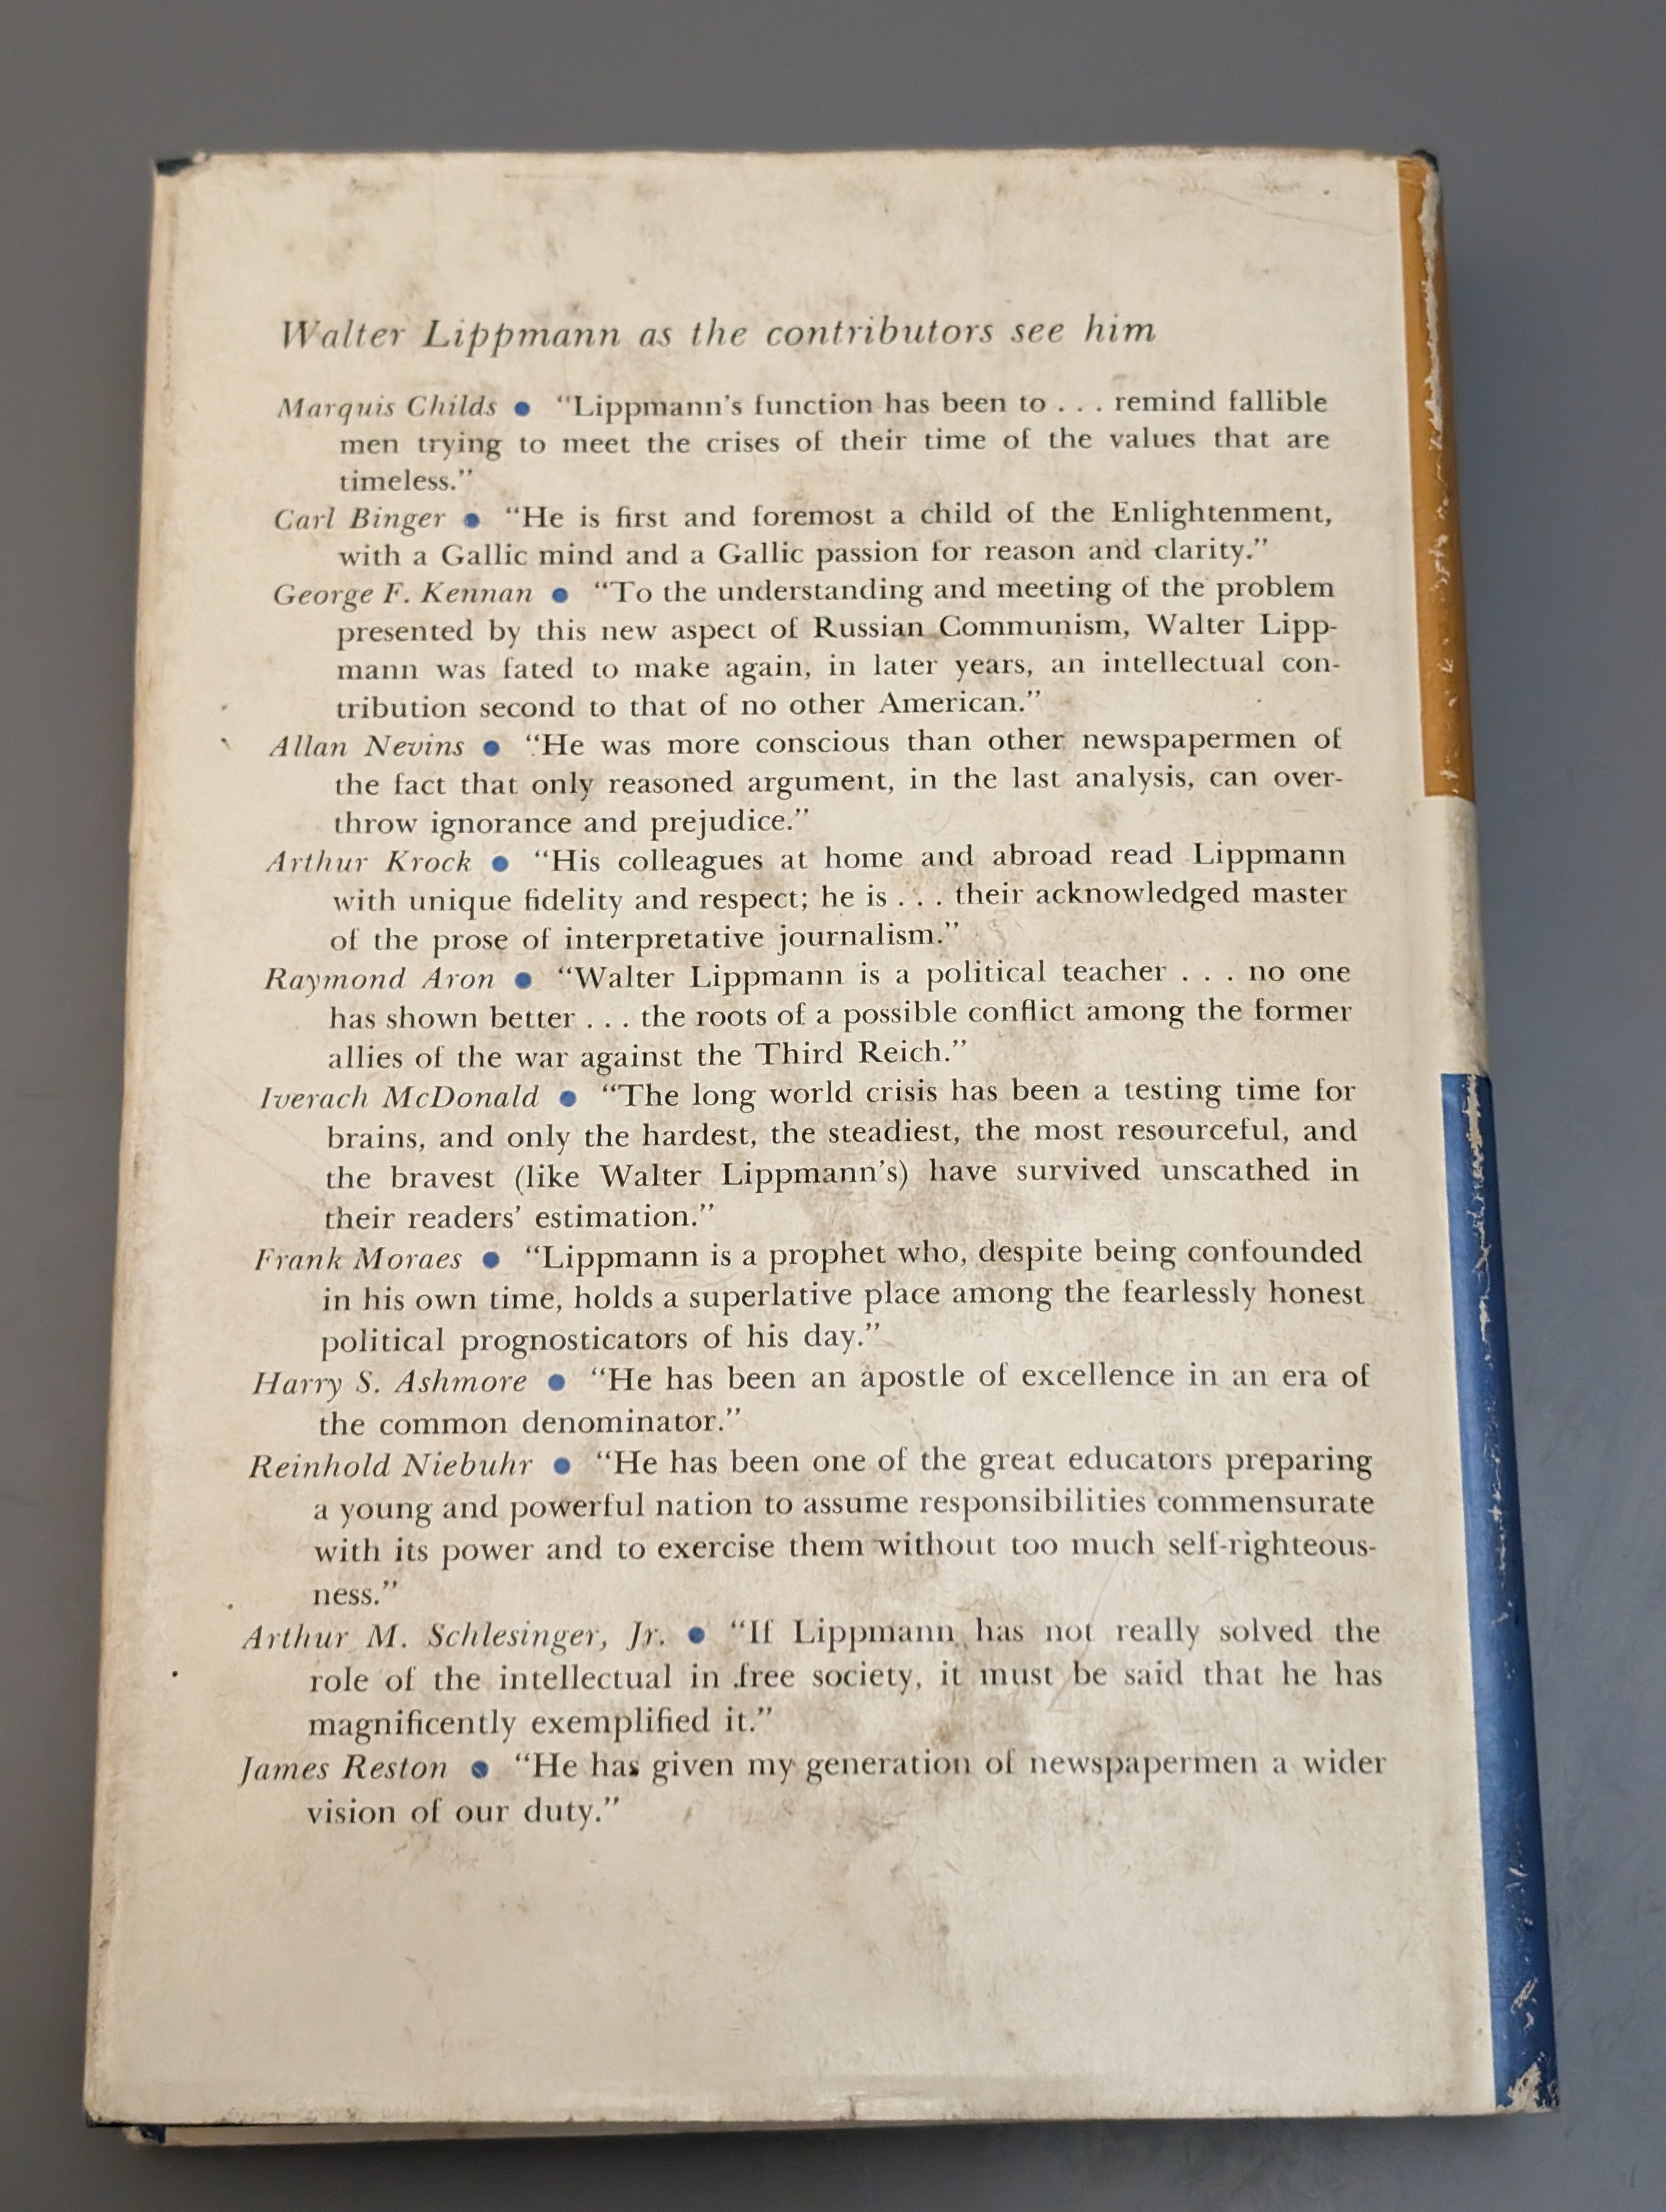 Walter Lippmann as the contributors see him
Marquis Childs • “Lippmann’s function has been to . . . remind fallible
men trying to meet the crises of their time of the values that are
timeless.”
Carl Binger • “He is first and foremost a child of the Enlightenment,
with a Gallic mind and a Gallic passion for reason and clarity.”
George F. Kennan • “To the understanding and meeting of the problem
presented by this new aspect of Russian Communism, Walter Lipp-
mann was fated to make again, in later years, an intellectual con-
tribution second to that of no other American.”
Allan Nevins • “He was more conscious than other newspapermen of
the fact that only reasoned argument, in the last analysis, can over-
throw ignorance and prejudice.”
Arthur Krock • “His colleagues at home and abroad read Lippmann
with unique fidelity and respect; he is . . . their acknowledged master
of the prose of interpretative journalism.”
Raymond Aron • “Walter Lippmann is a political teacher . . . no one
has shown better . . . the roots of a possible conflict among the former
allies of the war against the Third Reich.”
Iverach McDonald • “The long world crisis has been a testing time for
brains, and only the hardest, the steadiest, the most resourceful, and
the bravest (like Walter Lippmann’s) have survived unscathed in
their readers’ estimation.”
Frank Moraes • “Lippmann is a prophet who, despite being confounded
in his own time, holds a superlative place among the fearlessly honest
political prognosticators of his day.”
Harry S. Ashmore • “He has been an apostle of excellence in an era of
the common denominator.”
Reinhold Niebuhr • “He has been one of the great educators preparing
a young and powerful nation to assume responsibilities commensurate
with its power and to exercise them without too much self-righteous-
ness.”
Arthur M. Schlesinger, Jr. • “If Lippmann has not really solved the
role of the intellectual in free society, it must be said that he has
magnificently exemplified it.”
James Reston • “He has given my generation of newspapermen a wider
vision of our duty.”